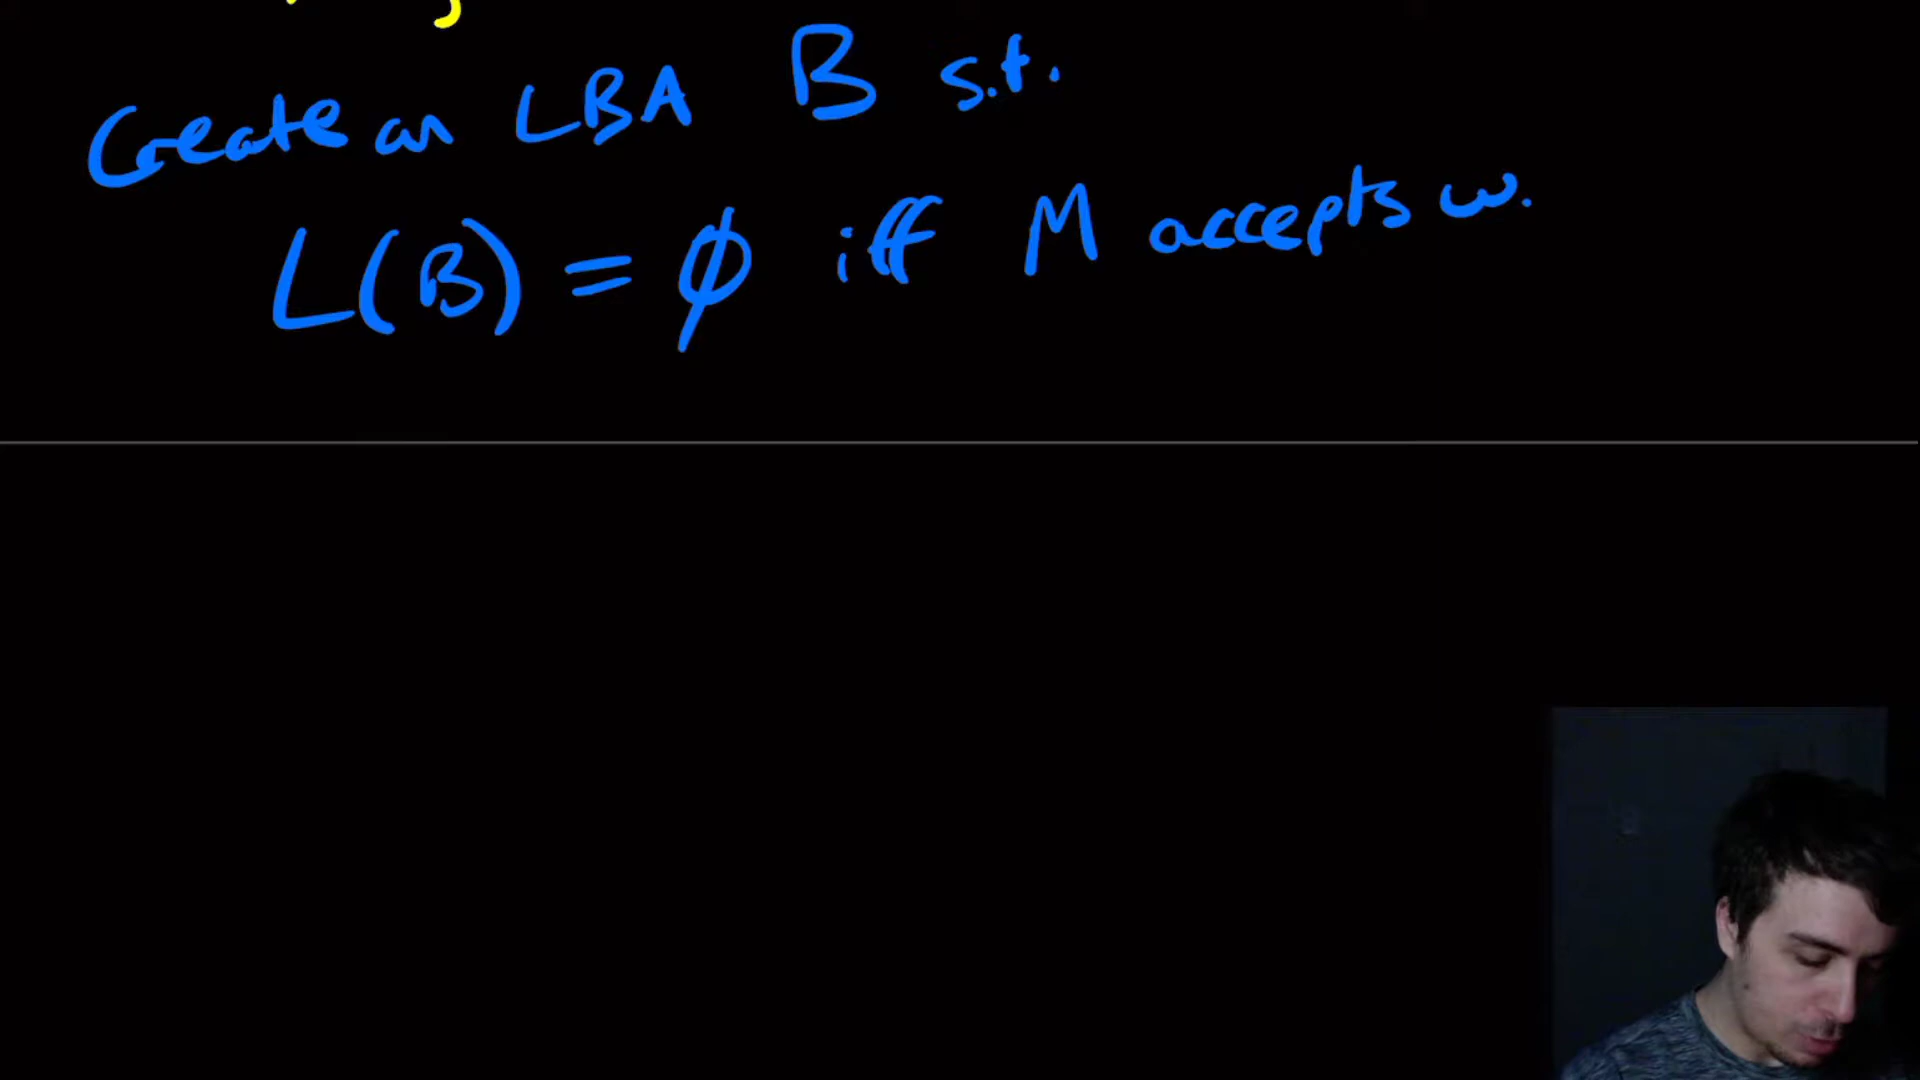 Create an LBA B s.t.
L(B) = ∅ iff M accepts w.